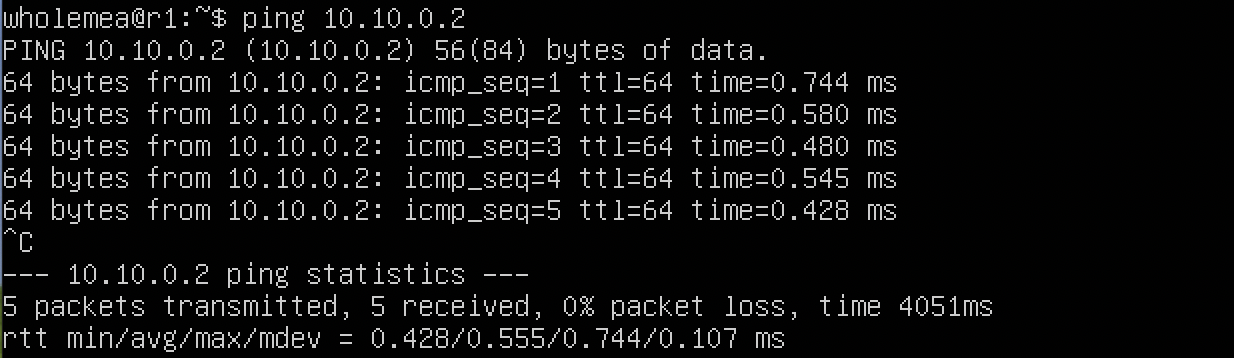 wholemea@r1:~$ ping 10.10.0.2
PING 10.10.0.2 (10.10.0.2) 56(84) bytes of data.
64 bytes from 10.10.0.2: icmp_seq=1 ttl=64 time=0.744 ms
64 bytes from 10.10.0.2: icmp_seq=2 ttl=64 time=0.580 ms
64 bytes from 10.10.0.2: icmp_seq=3 ttl=64 time=0.480 ms
64 bytes from 10.10.0.2: icmp_seq=4 ttl=64 time=0.545 ms
64 bytes from 10.10.0.2: icmp_seq=5 ttl=64 time=0.428 ms
^C
--- 10.10.0.2 ping statistics ---
5 packets transmitted, 5 received, 0% packet loss, time 4051ms
rtt min/avg/max/mdev = 0.428/0.555/0.744/0.107 ms